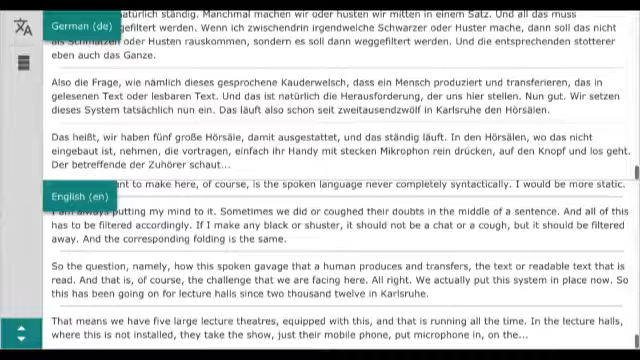 German (de)
natürlich ständig. Manchmal machen wir oder husten wir mitten in einem Satz. Und all das muss
gefiltert werden. Wenn ich zwischendrin irgendwelche Schwarzer oder Huster mache, dann soll das nicht
als Schmatzen oder Husten rauskommen, sondern es soll dann weggefiltert werden. Und die entsprechenden stotterer
eben auch das Ganze.
Also die Frage, wie nämlich dieses gesprochene Kauderwelsch, dass ein Mensch produziert und transferieren, das in
gelesenen Text oder lesbaren Text. Und das ist natürlich die Herausforderung, der uns hier stellen. Nun gut. Wir setzen
dieses System tatsächlich nun ein. Das läuft also schon seit zweitausendzwölf in Karlsruhe den Hörsälen.
Das heißt, wir haben fünf große Hörsäle, damit ausgestattet, und das ständig läuft. In den Hörsälen, wo das nicht
eingebaut ist, nehmen, die vortragen, einfach ihr Handy mit stecken Mikrophon rein drücken, auf den Knopf und los geht.
Der betreffende der Zuhörer schaut...
English (en)
to make here, of course, is the spoken language never completely syntactically. I would be more static.
I am always putting my mind to it. Sometimes we did or coughed their doubts in the middle of a sentence. And all of this
has to be filtered accordingly. If I make any black or shuster, it should not be a chat or a cough, but it should be filtered
away. And the corresponding folding is the same.
So the question, namely, how this spoken gavage that a human produces and transfers, the text or readable text that is
read. And that is, of course, the challenge that we are facing here. All right. We actually put this system in place now. So
this has been going on for lecture halls since two thousand twelve in Karlsruhe.
That means we have five large lecture theatres, equipped with this, and that is running all the time. In the lecture halls,
where this is not installed, they take the show, just their mobile phone, put microphone in, on the...